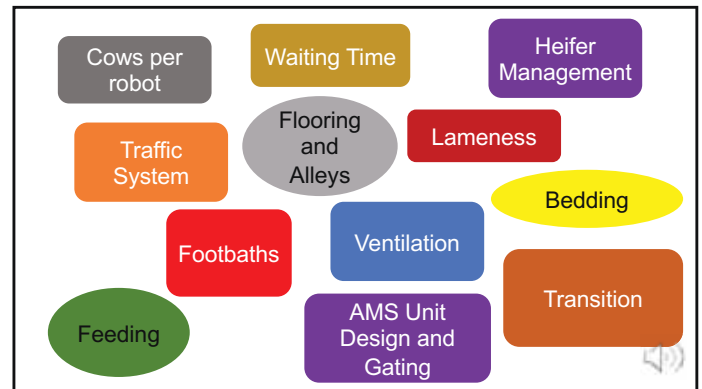 Cows per
robot
Waiting Time
Heifer
Management
Flooring
and
Alleys
Lameness
Traffic
System
Bedding
Footbaths
Ventilation
Transition
Feeding
AMS Unit
Design and
Gating